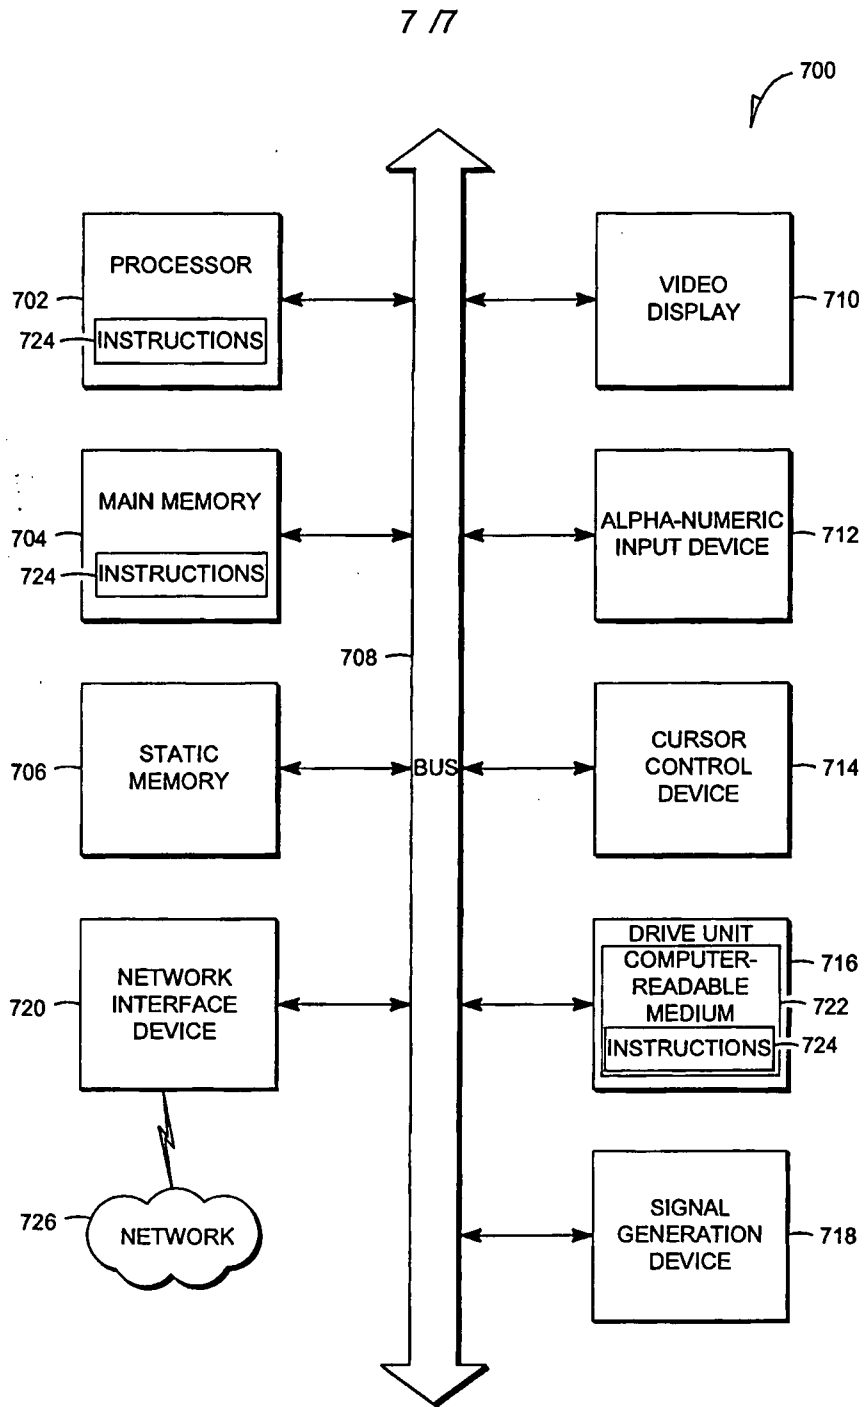 7 /7
700
PROCESSOR
702
724
INSTRUCTIONS
VIDEO
DISPLAY
710
MAIN MEMORY
704
724
INSTRUCTIONS
ALPHA-NUMERIC
INPUT DEVICE
712
708
STATIC
MEMORY
706
BUS
CURSOR
CONTROL
DEVICE
714
NETWORK
INTERFACE
DEVICE
720
DRIVE UNIT
716
COMPUTER-
READABLE
MEDIUM
722
INSTRUCTIONS
724
726
NETWORK
SIGNAL
GENERATION
DEVICE
718